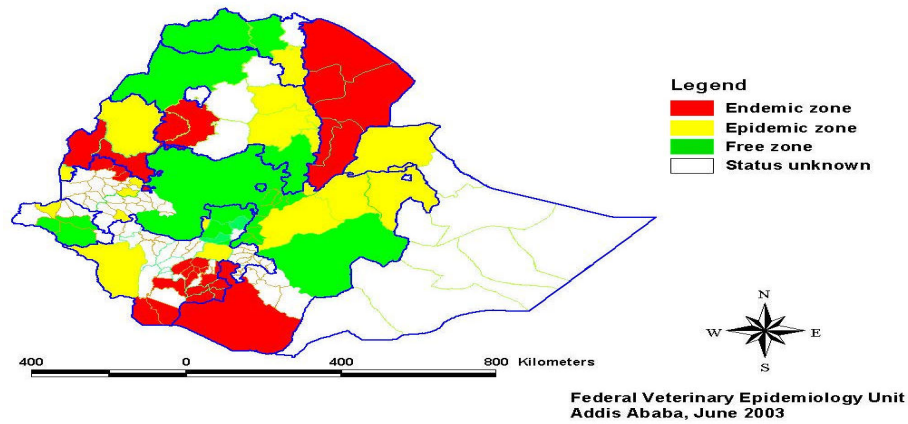 Legend
Endemic zone
Epidemic zone
Free zone
Status unknown
N
W E
S
400 0 400 800 Kilometers
Federal Veterinary Epidemiology Unit
Addis Ababa, June 2003